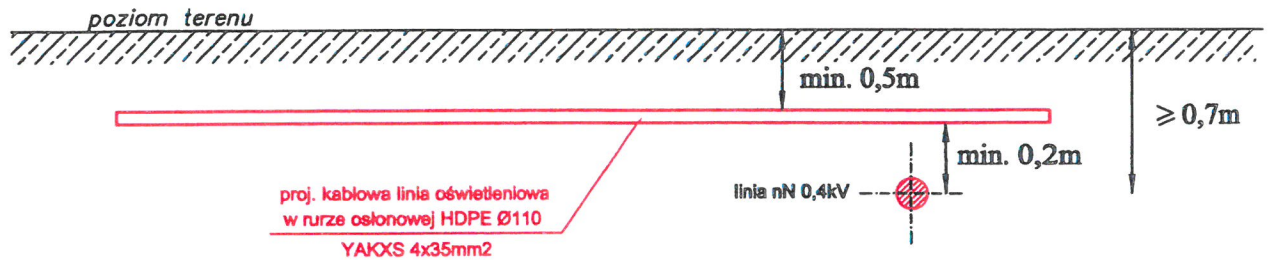 poziom terenu
min. 0,5m
≥ 0,7m
min. 0,2m
linia nN 0,4kV
proj. kablowa linia oświetleniowa
w rurze osłonowej HDPE Ø110
YAKXS 4x35mm2